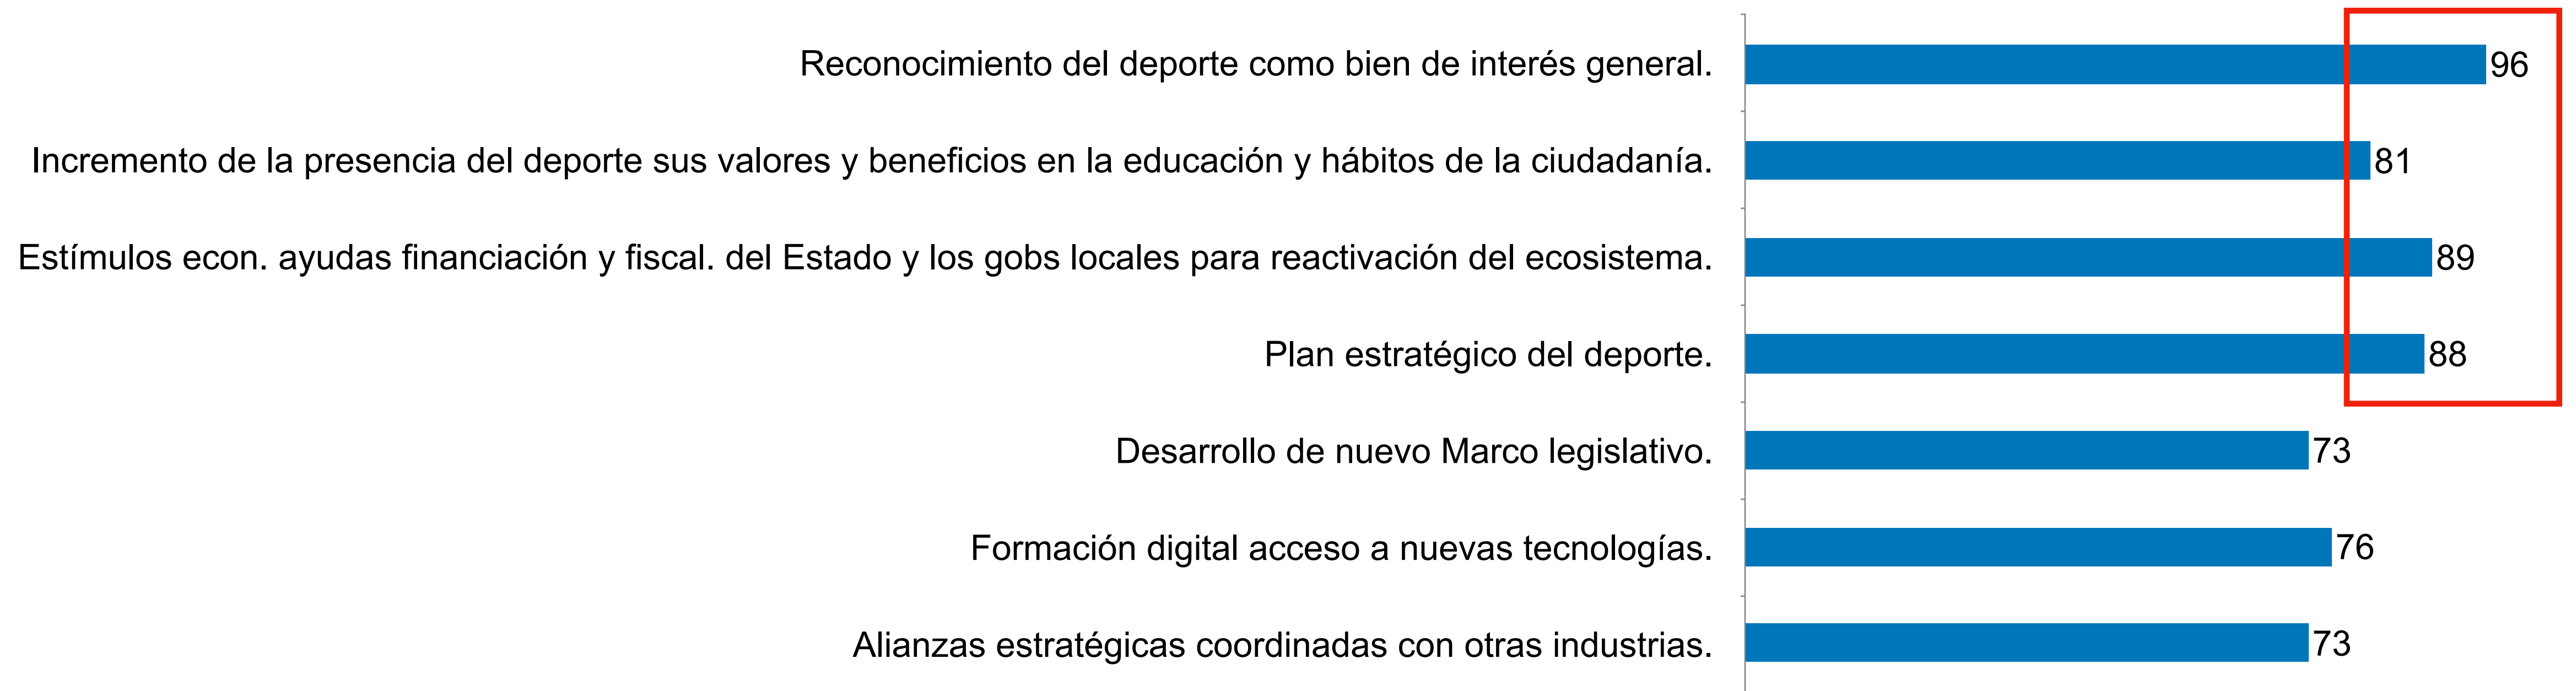 Reconocimiento del deporte como bien de interés general. 96
Incremento de la presencia del deporte sus valores y beneficios en la educación y hábitos de la ciudadanía. 81
Estímulos econ. ayudas financiación y fiscal. del Estado y los gobs locales para reactivación del ecosistema. 89
Plan estratégico del deporte. 88
Desarrollo de nuevo Marco legislativo. 73
Formación digital acceso a nuevas tecnologías. 76
Alianzas estratégicas coordinadas con otras industrias. 73